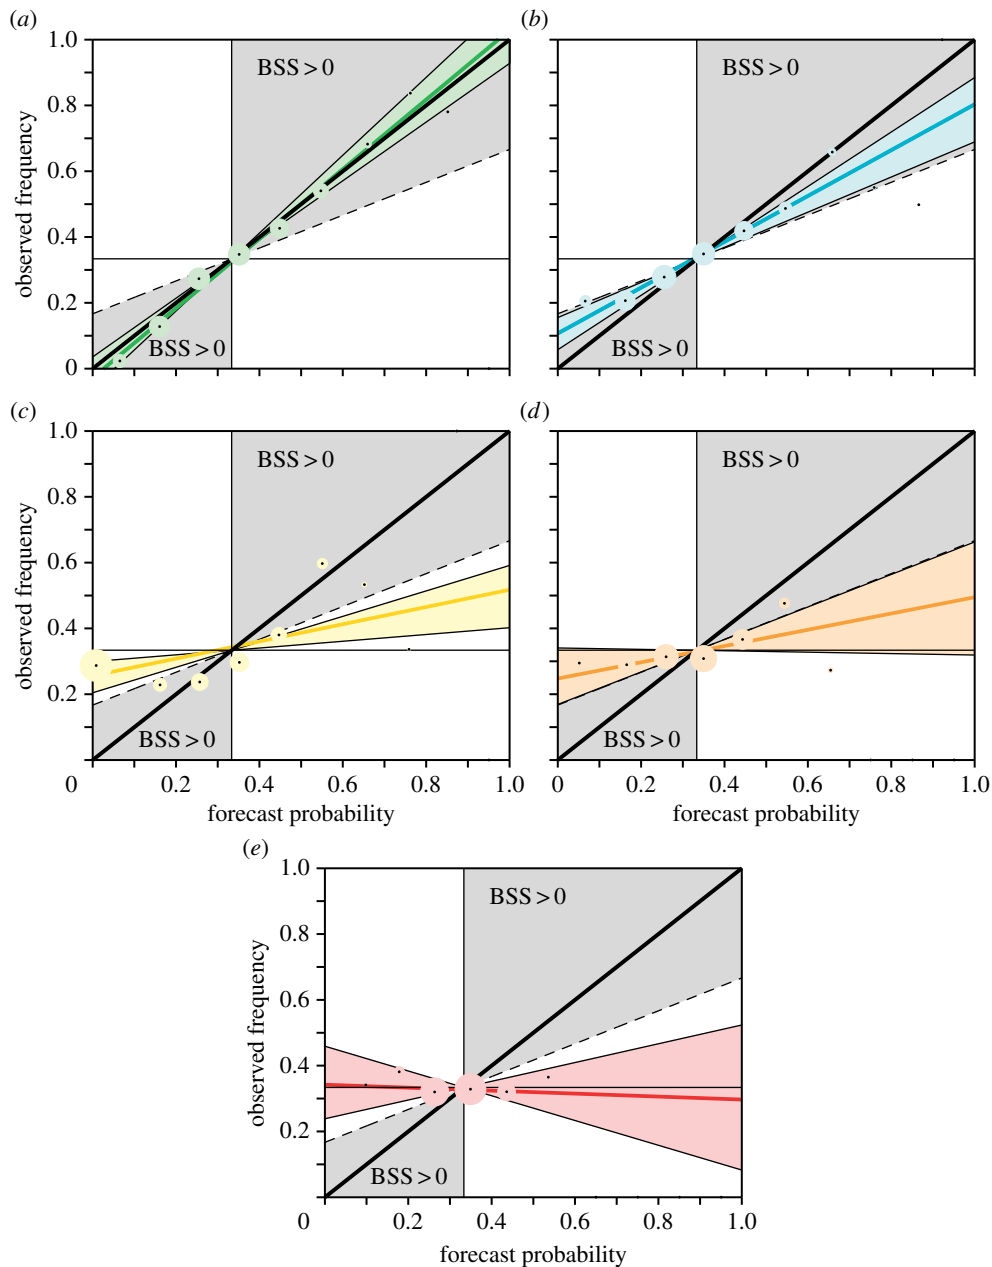 (a)
(b)
1.0
0.8
0.6
0.4
0.2
0
observed frequency
BSS > 0
BSS > 0
BSS > 0
BSS > 0
(c)
(d)
1.0
0.8
0.6
0.4
0.2
observed frequency
BSS > 0
BSS > 0
BSS > 0
BSS > 0
0 0.2 0.4 0.6 0.8 1.0
0 0.2 0.4 0.6 0.8 1.0
forecast probability
forecast probability
(e)
1.0
0.8
0.6
0.4
0.2
observed frequency
BSS > 0
BSS > 0
0 0.2 0.4 0.6 0.8 1.0
forecast probability